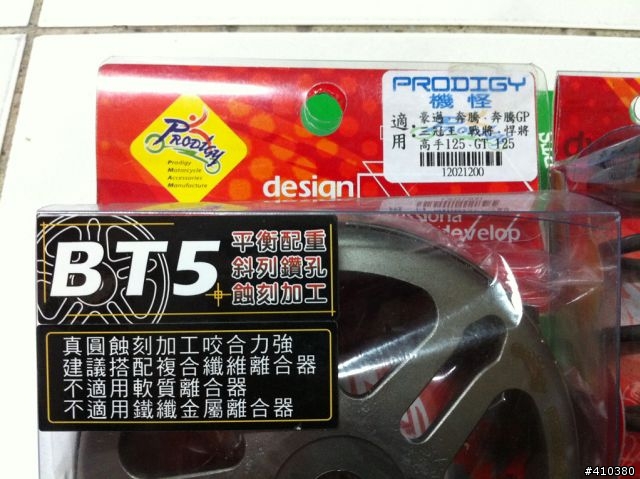 PRODIGY
機怪
適用
豪邁‧奔騰‧奔騰GP
三冠王‧戰將‧悍將
高手125‧GT 125
12021200
PRODIGY
Prodigy
Motorcycle
Accessories
Manufacture
design
develop
BT5
平衡配重
斜列鑽孔
蝕刻加工
真圓蝕刻加工咬合力強
建議搭配複合纖維離合器
不適用軟質離合器
不適用鐵纖金屬離合器
#410380